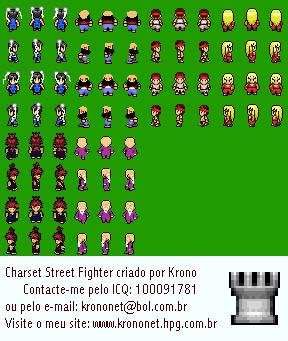 Charset Street Fighter criado por Krono
Contacte-me pelo ICQ: 100091781
ou pelo e-mail: krononet@bol.com.br
Visite o meu site: www.krononet.hpg.com.br